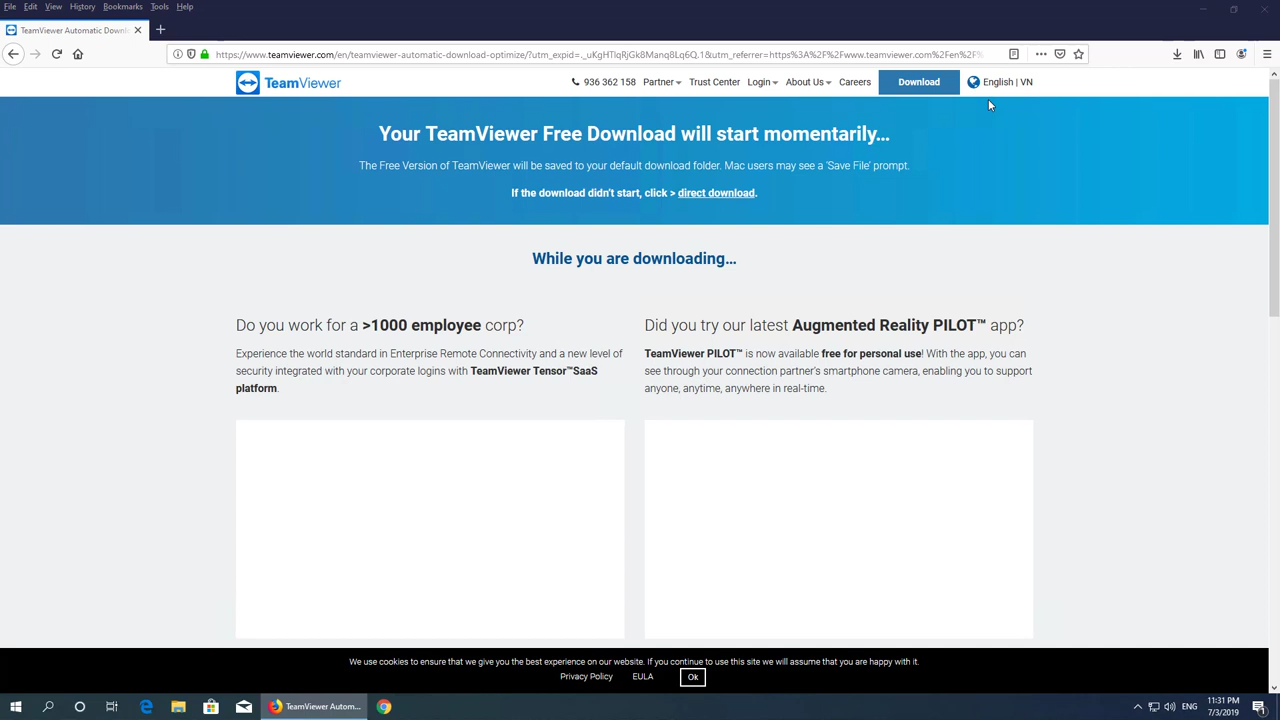 File Edit View History Bookmarks Tools Help
TeamViewer Automatic Downl
https://www.teamviewer.com/en/teamviewer-automatic-download-optimize/?utm_expid=._uKgHTlqRjGk8Manq8Lq6Q.1&utm_referrer=https%3A%2F%2Fwww.teamviewer.com%2Fen%2F%
TeamViewer 936 362 158 Partner Trust Center Login About Us Careers Download English | VN
Your TeamViewer Free Download will start momentarily…
The Free Version of TeamViewer will be saved to your default download folder. Mac users may see a 'Save File' prompt.
If the download didn't start, click > direct download.
While you are downloading…
Do you work for a >1000 employee corp?
Experience the world standard in Enterprise Remote Connectivity and a new level of
security integrated with your corporate logins with TeamViewer Tensor™SaaS
platform.
Did you try our latest Augmented Reality PILOT™ app?
TeamViewer PILOT™ is now available free for personal use! With the app, you can
see through your connection partner's smartphone camera, enabling you to support
anyone, anytime, anywhere in real-time.
We use cookies to ensure that we give you the best experience on our website. If you continue to use this site we will assume that you are happy with it.
Privacy Policy EULA Ok
TeamViewer Autom...
ENG
11:31 PM
7/3/2019
1